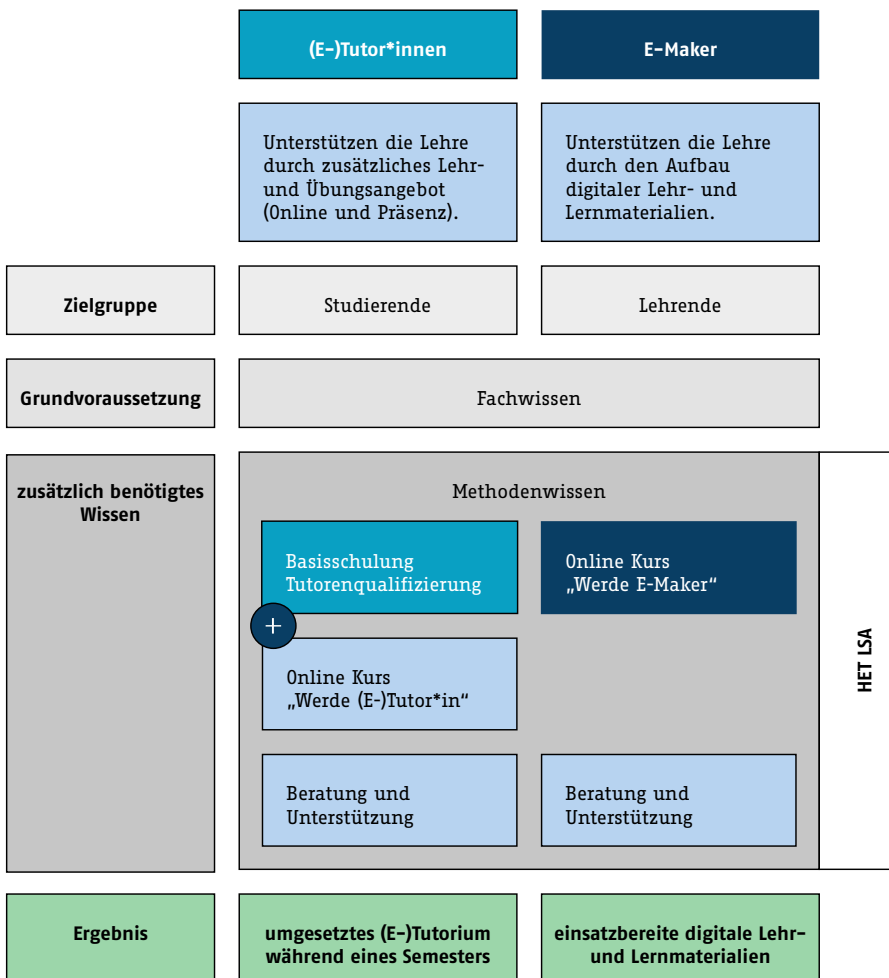 (E-)Tutor*innen
E-Maker
Unterstützen die Lehre
durch zusätzliches Lehr-
und Übungsangebot
(Online und Präsenz).
Unterstützen die Lehre
durch den Aufbau
digitaler Lehr- und
Lernmaterialien.
Zielgruppe
Studierende
Lehrende
Grundvoraussetzung
Fachwissen
zusätzlich benötigtes
Wissen
Methodenwissen
Basisschulung
Tutorenqualifizierung
Online Kurs
„Werde E-Maker“
+
Online Kurs
„Werde (E-)Tutor*in“
Beratung und
Unterstützung
Beratung und
Unterstützung
HET LSA
Ergebnis
umgesetztes (E-)Tutorium
während eines Semesters
einsatzbereite digitale Lehr-
und Lernmaterialien